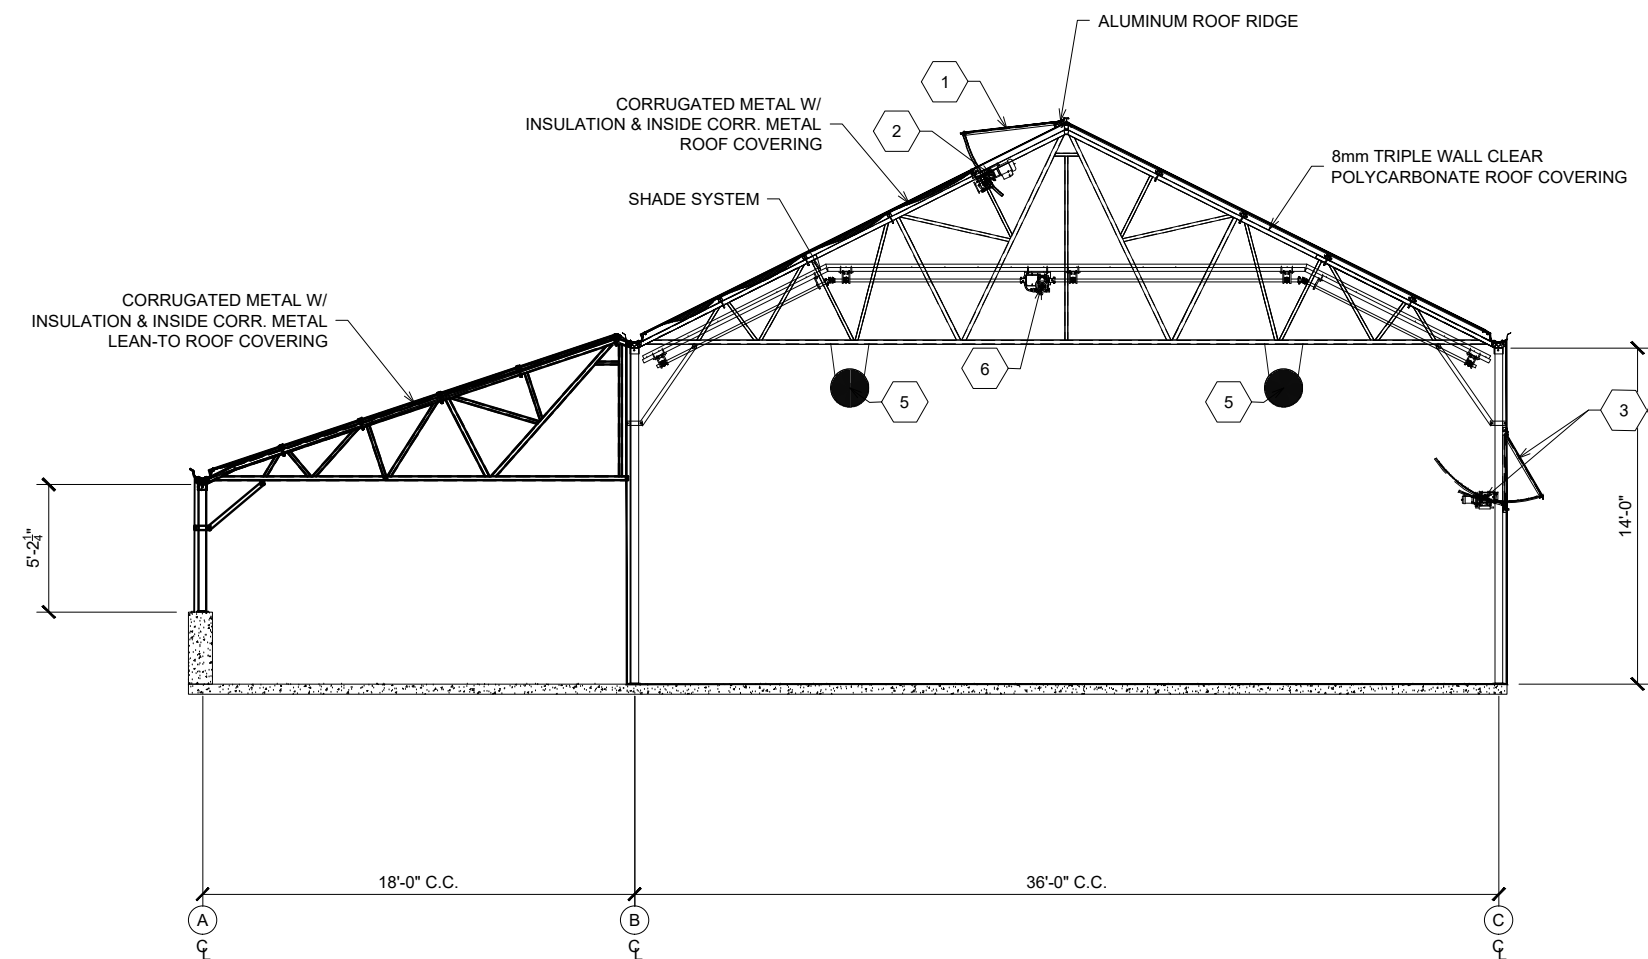 ALUMINUM ROOF RIDGE
1
CORRUGATED METAL W/
INSULATION & INSIDE CORR. METAL
ROOF COVERING
2
8mm TRIPLE WALL CLEAR
POLYCARBONATE ROOF COVERING
SHADE SYSTEM
CORRUGATED METAL W/
INSULATION & INSIDE CORR. METAL
LEAN-TO ROOF COVERING
6
5
5
3
5'-2 1/4"
14'-0"
18'-0" C.C.
36'-0" C.C.
A
B
C
℄
℄
℄